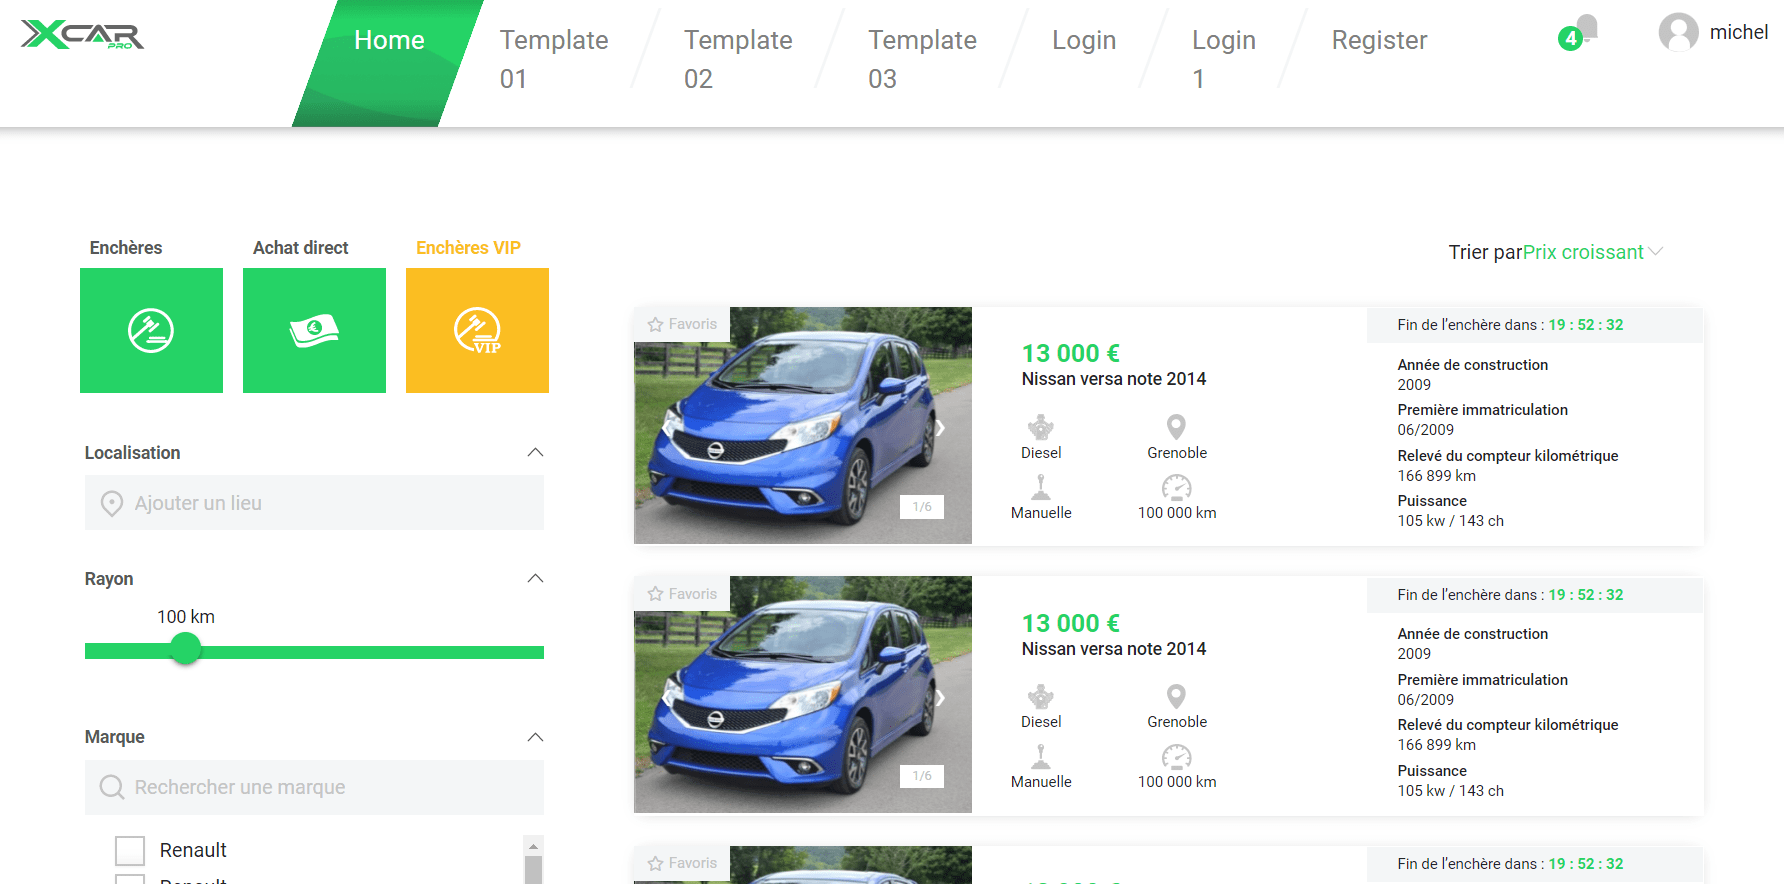 XCAR
PRO
Home
Template
01
Template
02
Template
03
Login
Login
1
Register
4
michel
Enchères
Achat direct
Enchères VIP
VIP
Trier par Prix croissant
Localisation
Ajouter un lieu
Rayon
100 km
Marque
Rechercher une marque
Renault
Renault
Favoris
1/6
13 000 €
Nissan versa note 2014
Diesel
Grenoble
Manuelle
100 000 km
Fin de l'enchère dans : 19 : 52 : 32
Année de construction
2009
Première immatriculation
06/2009
Relevé du compteur kilométrique
166 899 km
Puissance
105 kw / 143 ch
Favoris
1/6
13 000 €
Nissan versa note 2014
Diesel
Grenoble
Manuelle
100 000 km
Fin de l'enchère dans : 19 : 52 : 32
Année de construction
2009
Première immatriculation
06/2009
Relevé du compteur kilométrique
166 899 km
Puissance
105 kw / 143 ch
Favoris
Fin de l'enchère dans : 19 : 52 : 32